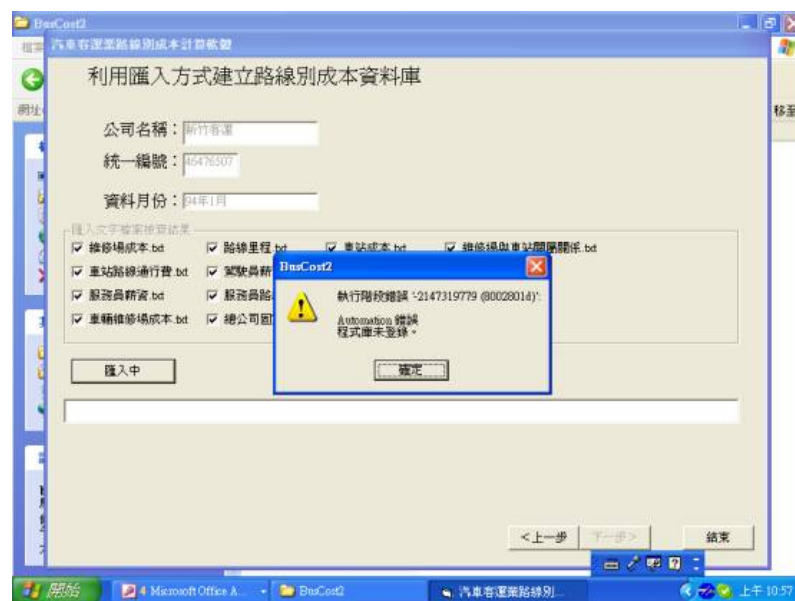 BusCost2
汽車客運業路線別成本計算軟體
利用匯入方式建立路線別成本資料庫
公司名稱：新竹客運
統一編號：46476507
資料月份：94年1月
匯入文字檔案檢查結果
維修場成本.txt
路線里程.txt
車站成本.txt
維修場與車站關係.txt
車站路線通行費.txt
駕駛員薪
服務員薪資.txt
服務員路
車輛維修場成本.txt
總公司固
BusCost2
執行階段錯誤 '-2147319779 (8002801d)':
Automation 錯誤
程式庫未登錄。
確定
匯入中
<上一步
下一步>
結束
開始
4 Microsoft Office A...
BusCost2
汽車客運業路線別...
上午 10:57